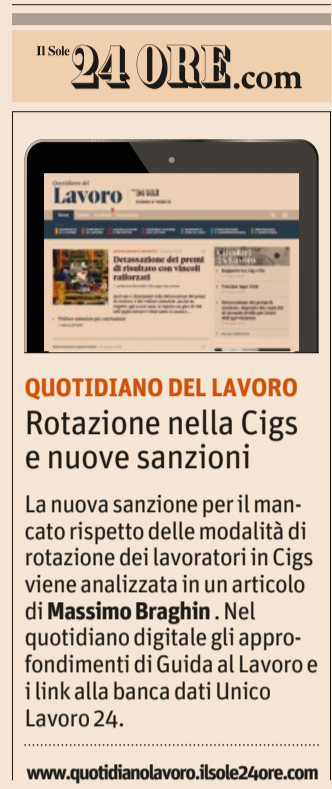 Il Sole
24 ORE.com
Quotidiano del
Lavoro
Detassazione dei premi
di risultato con vincoli
rafforzati
QUOTIDIANO DEL LAVORO
Rotazione nella Cigs
e nuove sanzioni
La nuova sanzione per il man-
cato rispetto delle modalità di
rotazione dei lavoratori in Cigs
viene analizzata in un articolo
di Massimo Braghin . Nel
quotidiano digitale gli appro-
fondimenti di Guida al Lavoro e
i link alla banca dati Unico
Lavoro 24.
www.quotidianolavoro.ilsole24ore.com